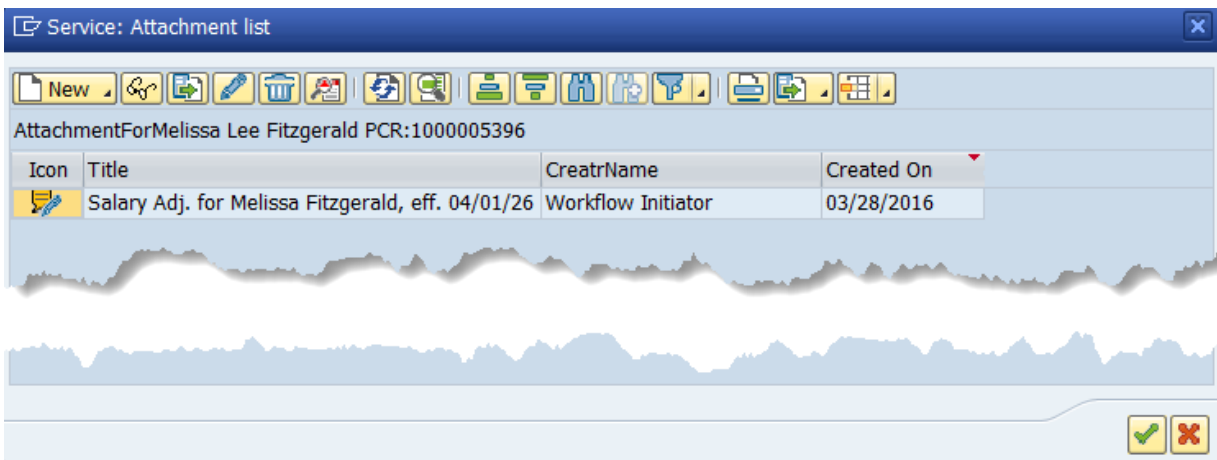 Service: Attachment list
New
AttachmentForMelissa Lee Fitzgerald PCR:1000005396
Icon Title CreatrName Created On
Salary Adj. for Melissa Fitzgerald, eff. 04/01/26 Workflow Initiator 03/28/2016